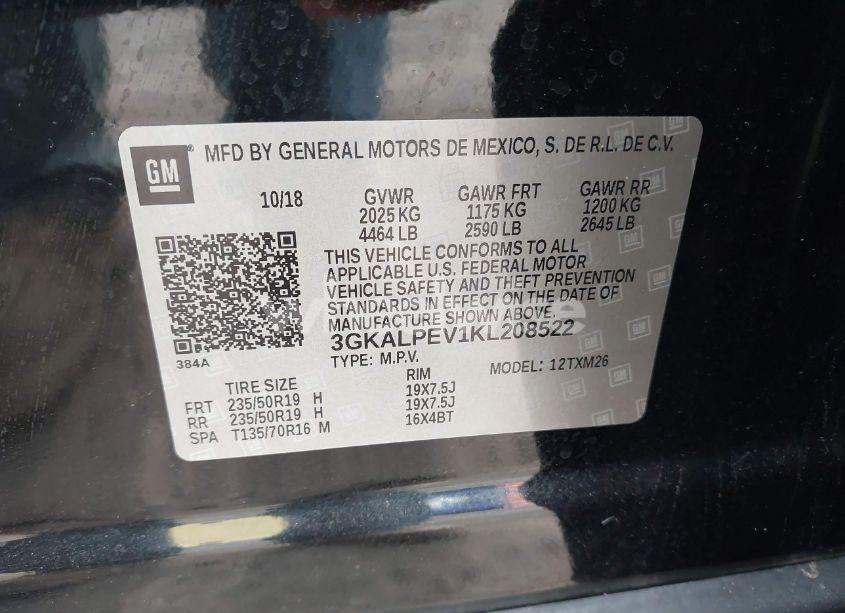 GM
MFD BY GENERAL MOTORS DE MEXICO, S. DE R.L. DE C.V.
10/18 GVWR GAWR FRT GAWR RR
2025 KG 1175 KG 1200 KG
4464 LB 2590 LB 2645 LB
THIS VEHICLE CONFORMS TO ALL
APPLICABLE U.S. FEDERAL MOTOR
VEHICLE SAFETY AND THEFT PREVENTION
STANDARDS IN EFFECT ON THE DATE OF
MANUFACTURE SHOWN ABOVE.
3GKALPEV1KL208522
384A
TYPE: M.P.V. MODEL: 12TXM26
TIRE SIZE RIM
FRT 235/50R19 H 19X7.5J
RR 235/50R19 H 19X7.5J
SPA T135/70R16 M 16X4BT